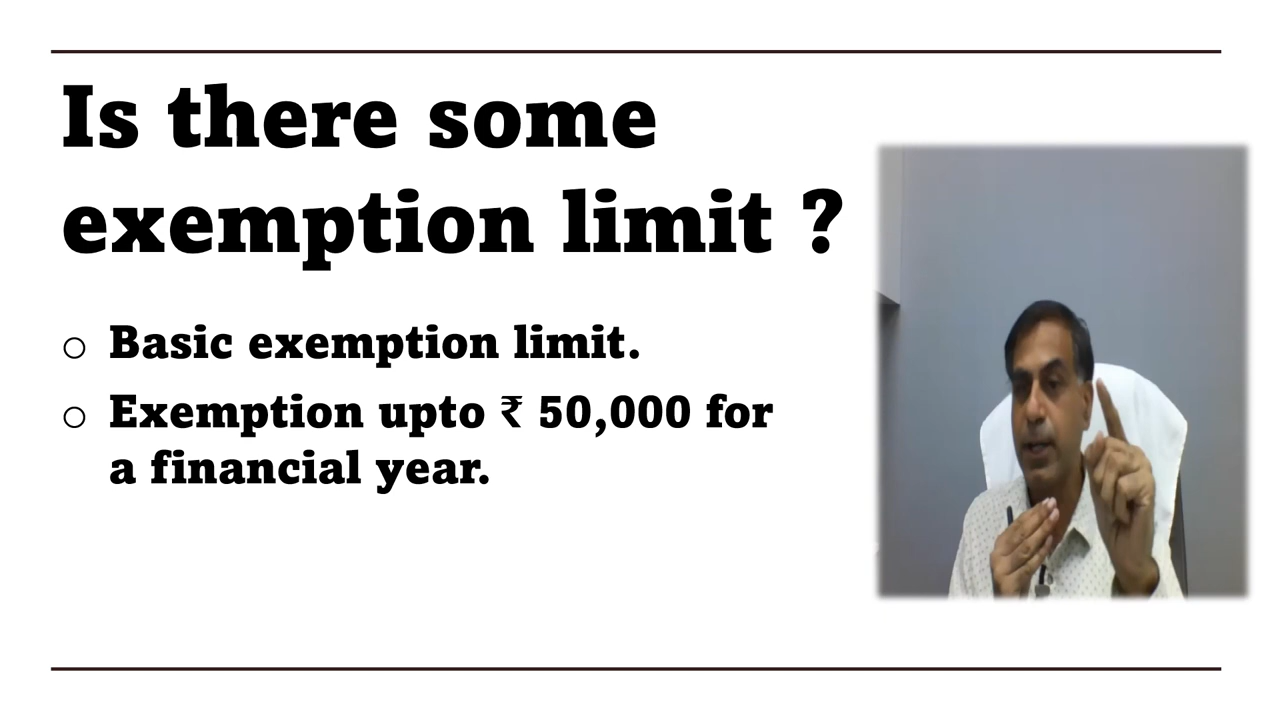 Is there some
exemption limit ?
○ Basic exemption limit.
○ Exemption upto ₹ 50,000 for
a financial year.